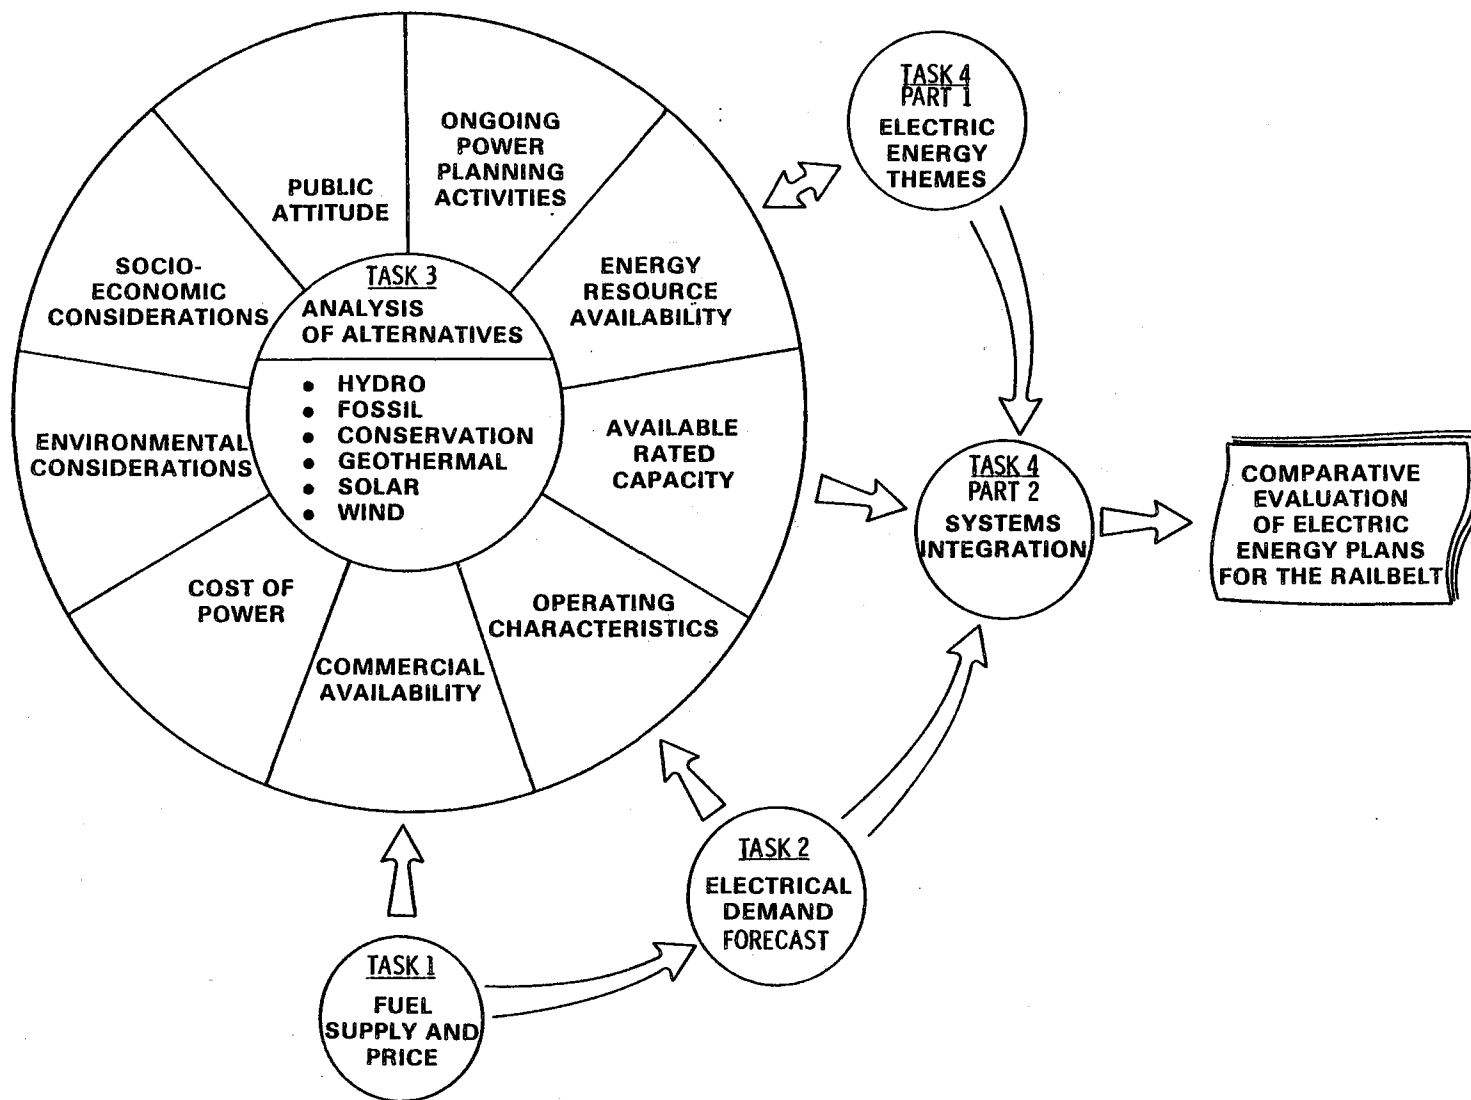 TASK 4
PART 1
ELECTRIC
ENERGY
THEMES
ONGOING
POWER
PLANNING
ACTIVITIES
PUBLIC
ATTITUDE
SOCIO-
ECONOMIC
CONSIDERATIONS
ENERGY
RESOURCE
AVAILABILITY
TASK 3
ANALYSIS
OF ALTERNATIVES
• HYDRO
• FOSSIL
• CONSERVATION
• GEOTHERMAL
• SOLAR
• WIND
ENVIRONMENTAL
CONSIDERATIONS
AVAILABLE
RATED
CAPACITY
COST OF
POWER
OPERATING
CHARACTERISTICS
COMMERCIAL
AVAILABILITY
TASK 4
PART 2
SYSTEMS
INTEGRATION
COMPARATIVE
EVALUATION
OF ELECTRIC
ENERGY PLANS
FOR THE RAILBELT
TASK 2
ELECTRICAL
DEMAND
FORECAST
TASK 1
FUEL
SUPPLY AND
PRICE